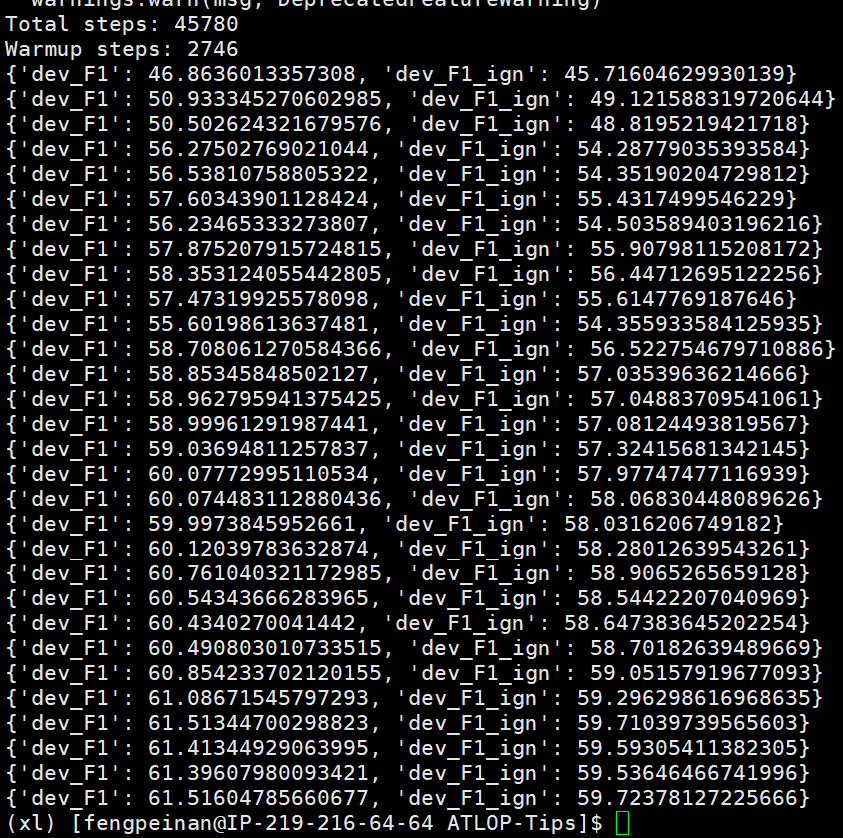 warnings.warn(msg, DeprecatedFeatureWarning)
Total steps: 45780
Warmup steps: 2746
{'dev_F1': 46.8636013357308, 'dev_F1_ign': 45.71604629930139}
{'dev_F1': 50.933345270602985, 'dev_F1_ign': 49.121588319720644}
{'dev_F1': 50.502624321679576, 'dev_F1_ign': 48.8195219421718}
{'dev_F1': 56.27502769021044, 'dev_F1_ign': 54.28779035393584}
{'dev_F1': 56.53810758805322, 'dev_F1_ign': 54.35190204729812}
{'dev_F1': 57.60343901128424, 'dev_F1_ign': 55.4317499546229}
{'dev_F1': 56.23465333273807, 'dev_F1_ign': 54.503589403196216}
{'dev_F1': 57.875207915724815, 'dev_F1_ign': 55.90798115208172}
{'dev_F1': 58.353124055442805, 'dev_F1_ign': 56.44712695122256}
{'dev_F1': 57.47319925578098, 'dev_F1_ign': 55.6147769187646}
{'dev_F1': 55.60198613637481, 'dev_F1_ign': 54.355933584125935}
{'dev_F1': 58.708061270584366, 'dev_F1_ign': 56.522754679710886}
{'dev_F1': 58.85345848502127, 'dev_F1_ign': 57.03539636214666}
{'dev_F1': 58.962795941375425, 'dev_F1_ign': 57.04883709541061}
{'dev_F1': 58.99961291987441, 'dev_F1_ign': 57.08124493819567}
{'dev_F1': 59.03694811257837, 'dev_F1_ign': 57.32415681342145}
{'dev_F1': 60.07772995110534, 'dev_F1_ign': 57.97747477116939}
{'dev_F1': 60.074483112880436, 'dev_F1_ign': 58.06830448089626}
{'dev_F1': 59.9973845952661, 'dev_F1_ign': 58.0316206749182}
{'dev_F1': 60.12039783632874, 'dev_F1_ign': 58.28012639543261}
{'dev_F1': 60.761040321172985, 'dev_F1_ign': 58.9065265659128}
{'dev_F1': 60.54343666283965, 'dev_F1_ign': 58.54422207040969}
{'dev_F1': 60.4340270041442, 'dev_F1_ign': 58.647383645202254}
{'dev_F1': 60.490803010733515, 'dev_F1_ign': 58.70182639489669}
{'dev_F1': 60.854233702120155, 'dev_F1_ign': 59.05157919677093}
{'dev_F1': 61.08671545797293, 'dev_F1_ign': 59.296298616968635}
{'dev_F1': 61.51344700298823, 'dev_F1_ign': 59.71039739565603}
{'dev_F1': 61.41344929063995, 'dev_F1_ign': 59.59305411382305}
{'dev_F1': 61.39607980093421, 'dev_F1_ign': 59.53646466741996}
{'dev_F1': 61.51604785660677, 'dev_F1_ign': 59.72378127225666}
(xl) [fengpeinan@IP-219-216-64-64 ATLOP-Tips]$